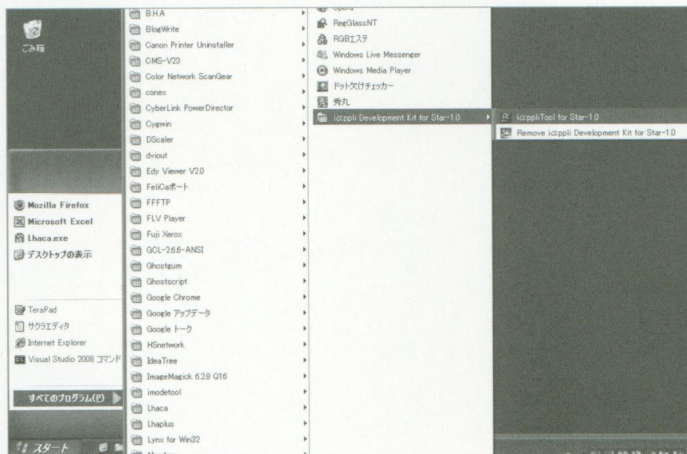 ごみ箱
Mozilla Firefox
Microsoft Excel
Lhaca.exe
デスクトップの表示
TeraPad
サクラエディタ
Internet Explorer
Visual Studio 2008 コマンド
すべてのプログラム(P)
スタート
B.H.A
BlogWrite
Canon Printer Uninstaller
CMS-V23
Color Network ScanGear
conex
CyberLink PowerDirector
Cygwin
DScaler
dviout
Edy Viewer V2.0
FeliCaポート
FFFTP
FLV Player
Fuji Xerox
GCL-2.6.6-ANSI
Ghostgum
Ghostscript
Google Chrome
Google アップデータ
Google トーク
HSnetwork
IdeaTree
ImageMagick 6.2.8 Q16
imodetool
Lhaca
Lhaplus
Lynx for Win32
RegGlassNT
RGBエステ
Windows Live Messenger
Windows Media Player
ドット欠けチェッカー
秀丸
iαppli Development Kit for Star-1.0
iαppliTool for Star-1.0
Remove iαppli Development Kit for Star-1.0